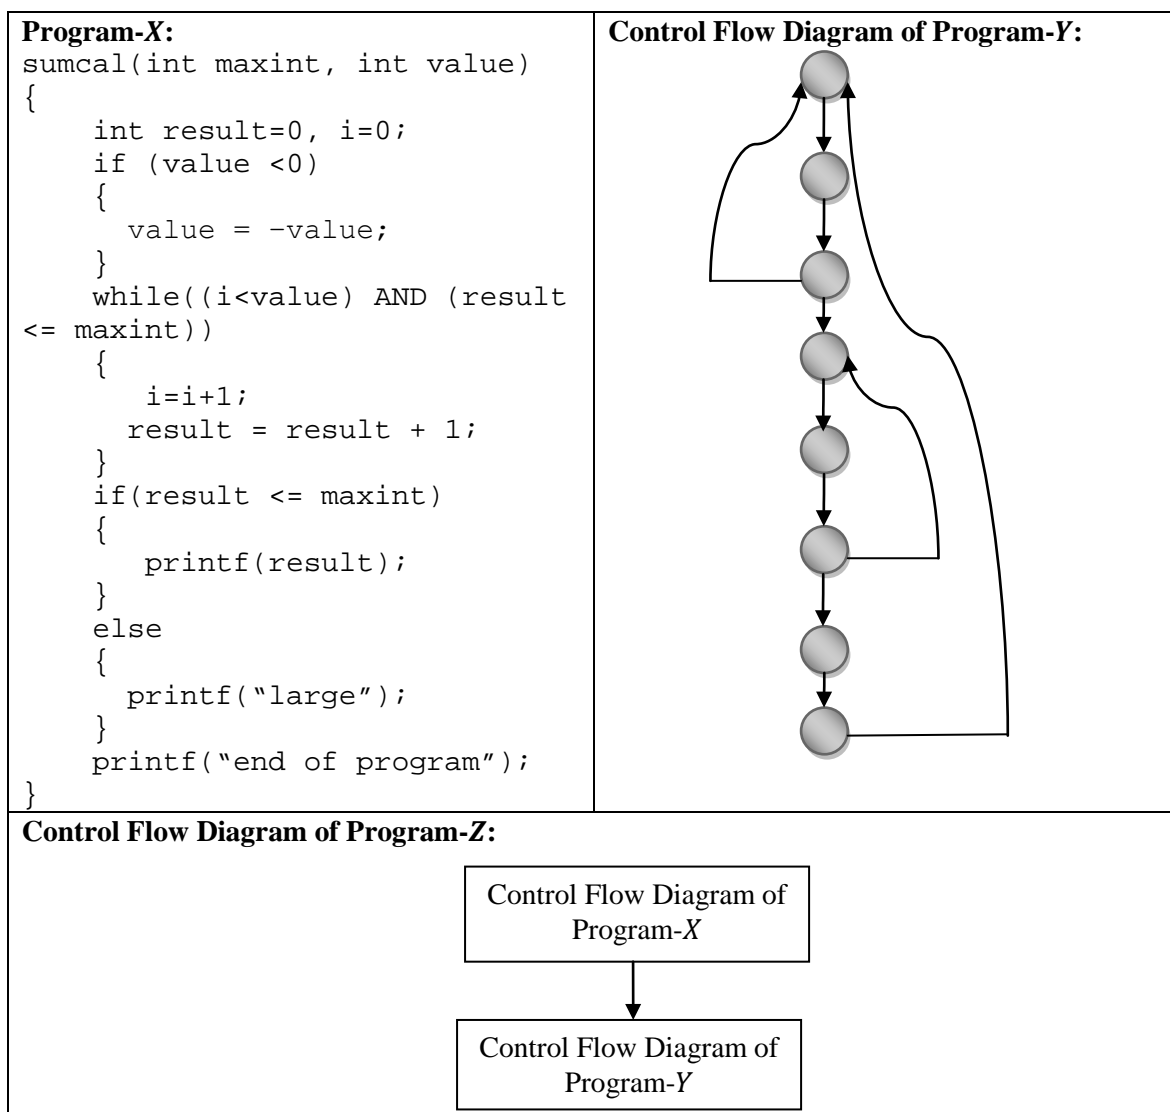 Program-X:
sumcal(int maxint, int value)
{
int result=0, i=0;
if (value <0)
{
value = –value;
}
while((i<value) AND (result
<= maxint))
{
i=i+1;
result = result + 1;
}
if(result <= maxint)
{
printf(result);
}
else
{
printf(“large”);
}
printf(“end of program”);
}
Control Flow Diagram of Program-Y:
Control Flow Diagram of Program-Z:
Control Flow Diagram of
Program-X
Control Flow Diagram of
Program-Y